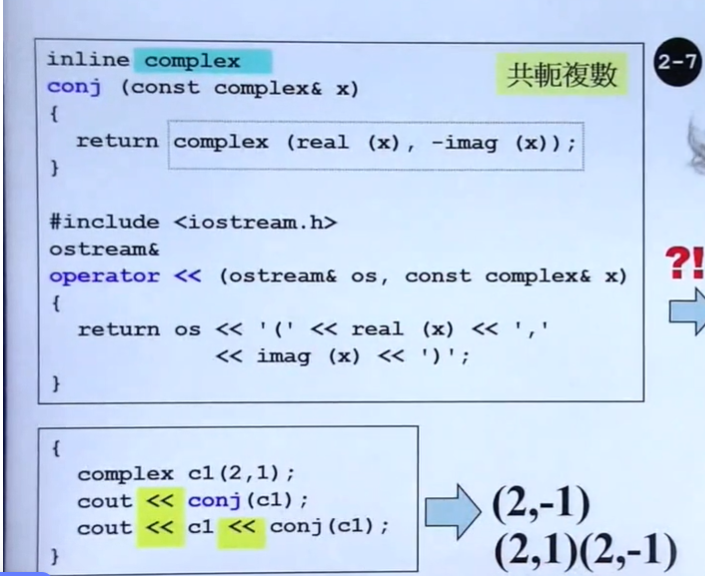 inline complex
conj (const complex& x)
{
  return complex (real (x), -imag (x));
}
共軛複數
2-7
#include <iostream.h>
ostream&
operator << (ostream& os, const complex& x)
{
  return os << '(' << real (x) << ','
            << imag (x) << ')';
}
?!
{
  complex c1(2,1);
  cout << conj(c1);
  cout << c1 << conj(c1);
}
(2,-1)
(2,1)(2,-1)